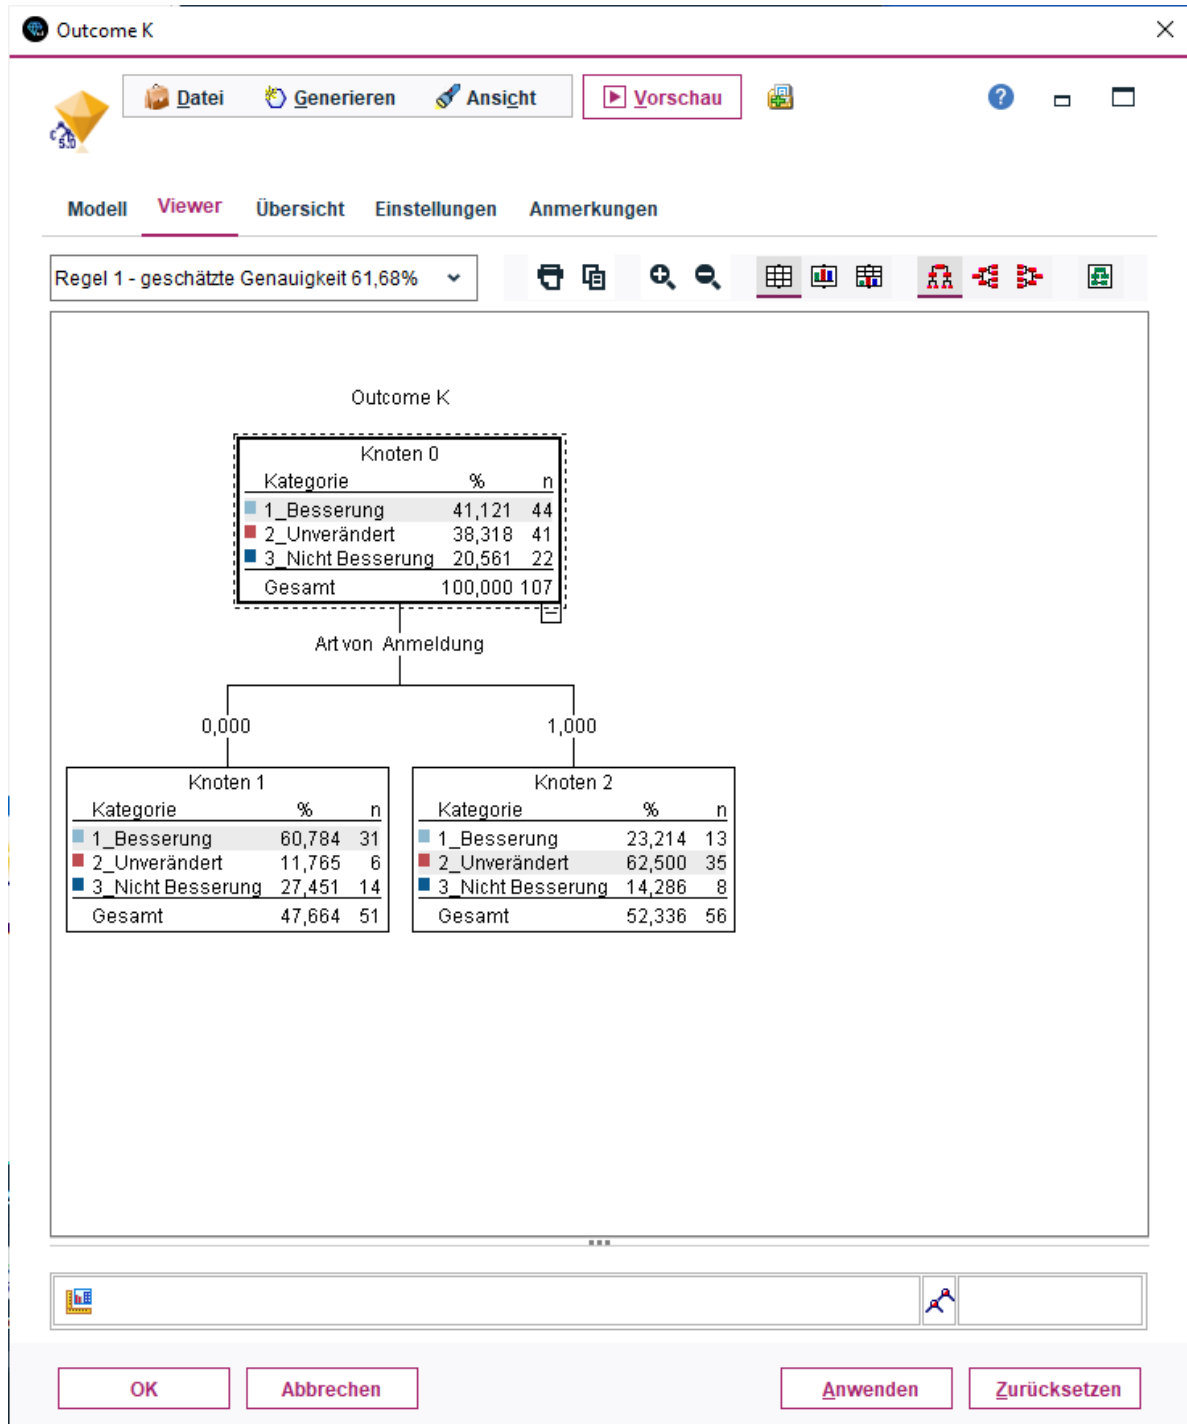 Outcome K
Datei Generieren Ansicht Vorschau
C 5.0
Modell Viewer Übersicht Einstellungen Anmerkungen
Regel 1 - geschätzte Genauigkeit 61,68%
Outcome K
Knoten 0
Kategorie % n
1_Besserung 41,121 44
2_Unverändert 38,318 41
3_Nicht Besserung 20,561 22
Gesamt 100,000 107
Art von Anmeldung
0,000 1,000
Knoten 1
Kategorie % n
1_Besserung 60,784 31
2_Unverändert 11,765 6
3_Nicht Besserung 27,451 14
Gesamt 47,664 51
Knoten 2
Kategorie % n
1_Besserung 23,214 13
2_Unverändert 62,500 35
3_Nicht Besserung 14,286 8
Gesamt 52,336 56
OK Abbrechen Anwenden Zurücksetzen